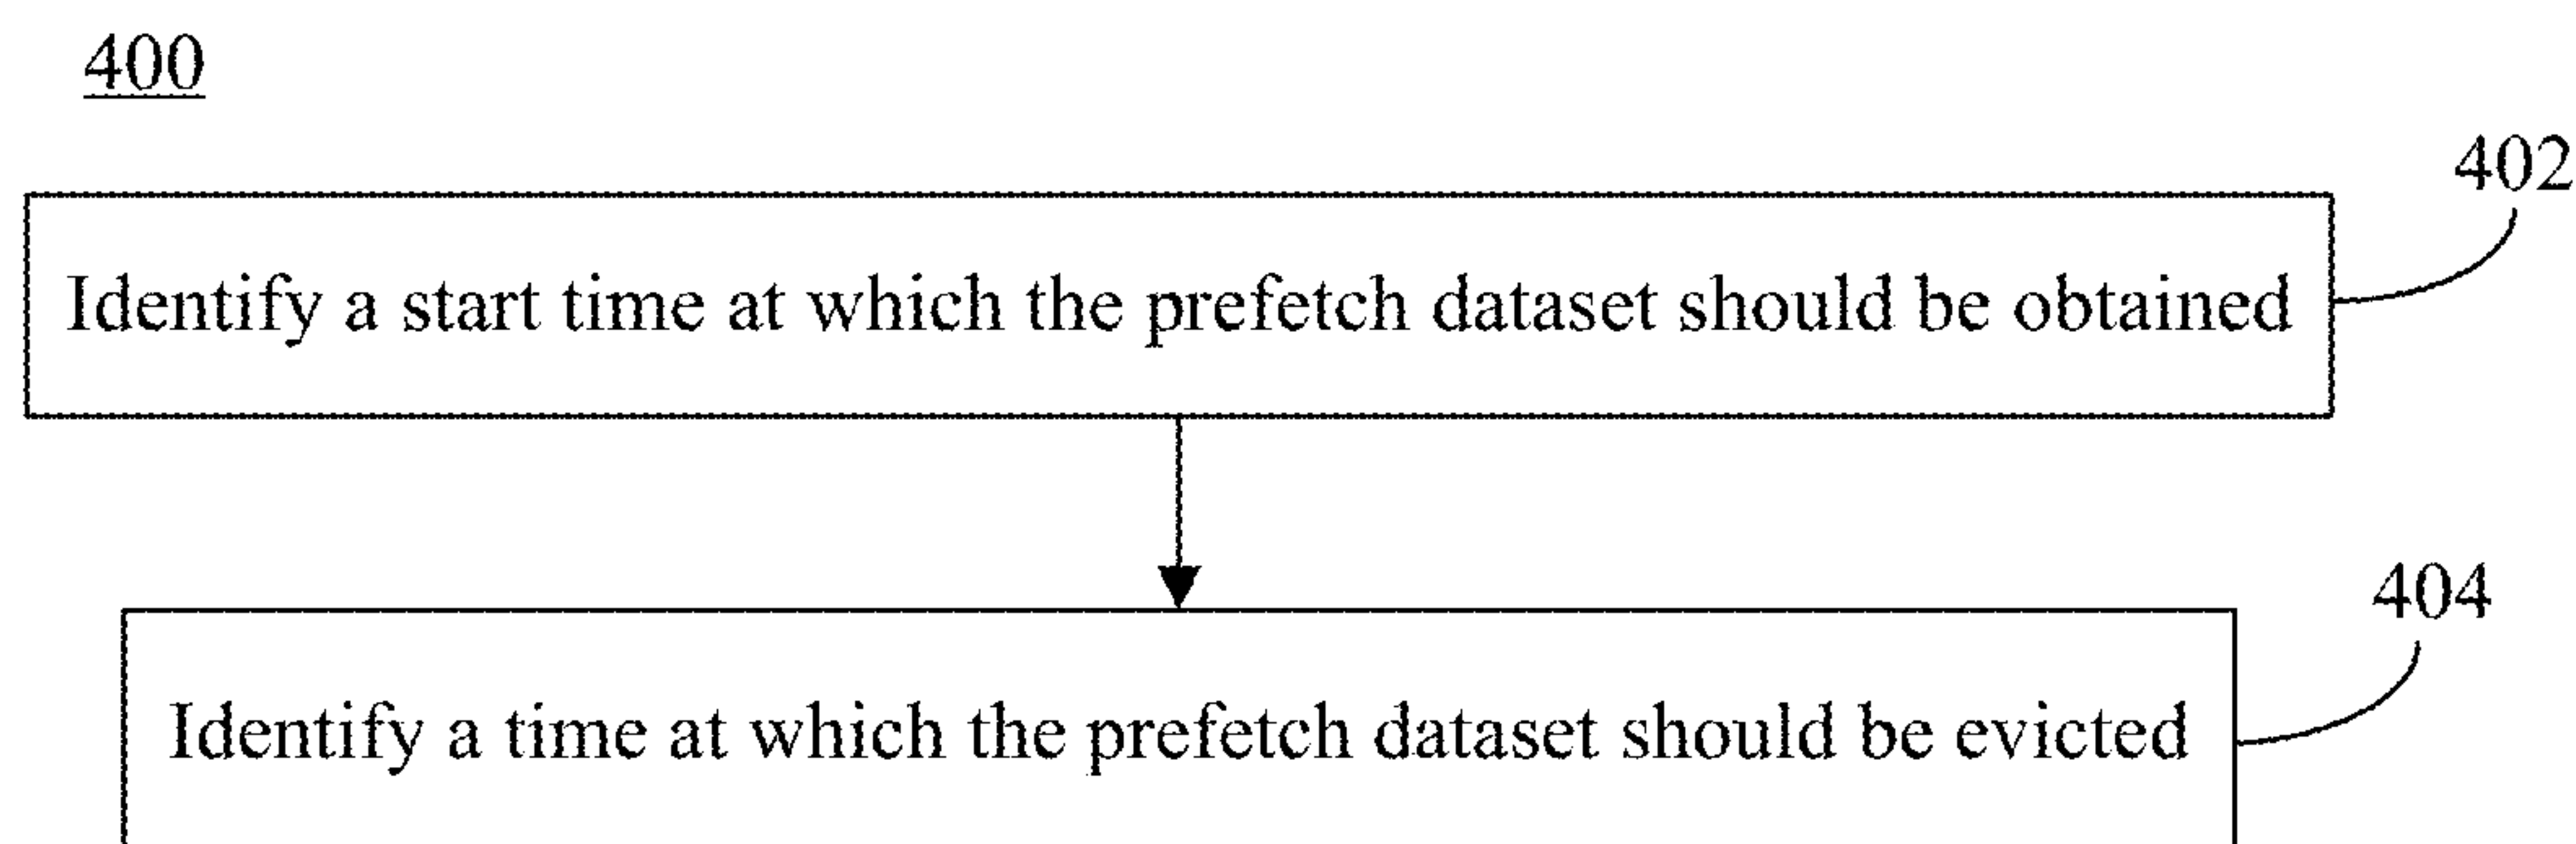 400
402
Identify a start time at which the prefetch dataset should be obtained
404
Identify a time at which the prefetch dataset should be evicted